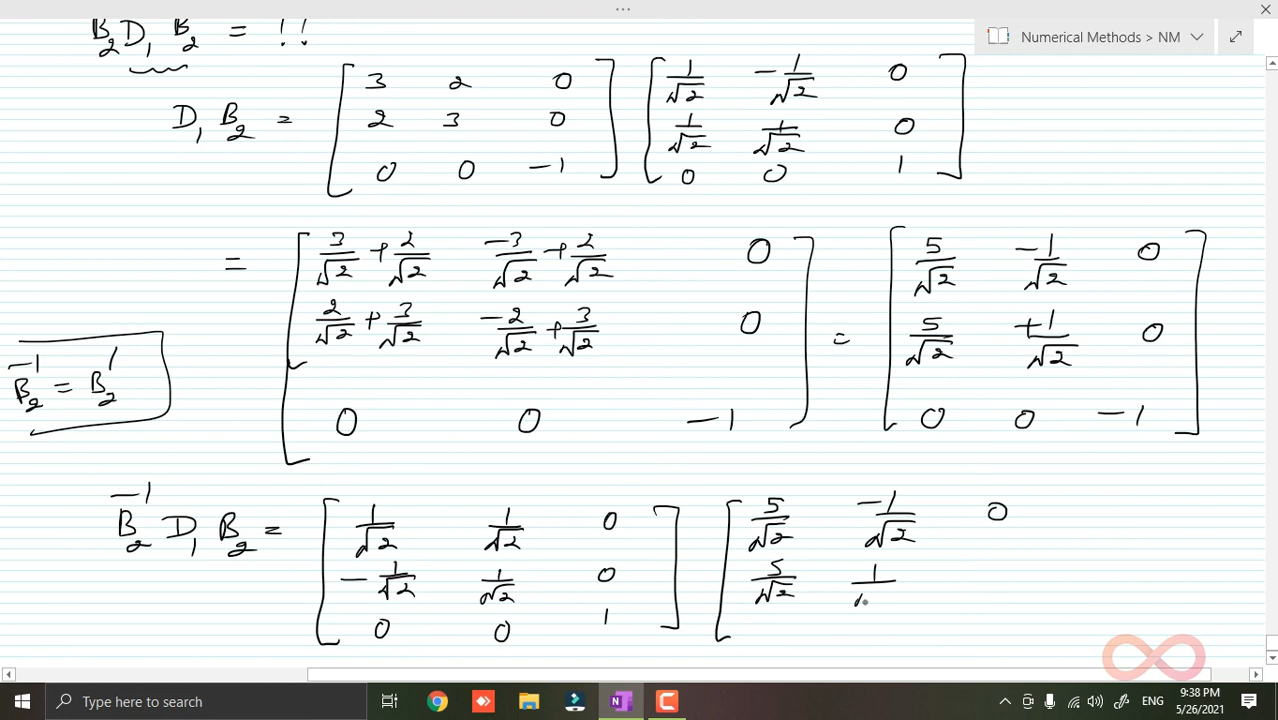 Numerical Methods > NM
B₂D₁ B₂ = !!
D₁ B₂ = [ 3 2 0 ; 2 3 0 ; 0 0 -1 ] [ 1/√2 -1/√2 0 ; 1/√2 1/√2 0 ; 0 0 1 ]
= [ 3/√2 + 2/√2 -3/√2 + 2/√2 0 ; 2/√2 + 3/√2 -2/√2 + 3/√2 0 ; 0 0 -1 ] = [ 5/√2 -1/√2 0 ; 5/√2 +1/√2 0 ; 0 0 -1 ]
B₂⁻¹ = B₂'
B₂⁻¹ D₁ B₂ = [ 1/√2 1/√2 0 ; -1/√2 1/√2 0 ; 0 0 1 ] [ 5/√2 -1/√2 0 ; 5/√2 1/
Type here to search
ENG
9:38 PM
5/26/2021